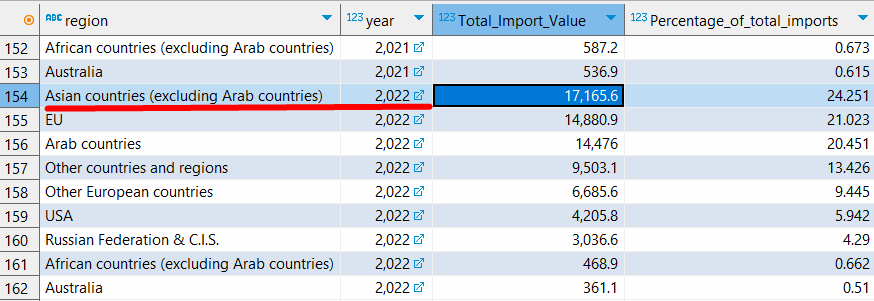 ABC region 123 year 123 Total_Import_Value 123 Percentage_of_total_imports
152 African countries (excluding Arab countries) 2,021 587.2 0.673
153 Australia 2,021 536.9 0.615
154 Asian countries (excluding Arab countries) 2,022 17,165.6 24.251
155 EU 2,022 14,880.9 21.023
156 Arab countries 2,022 14,476 20.451
157 Other countries and regions 2,022 9,503.1 13.426
158 Other European countries 2,022 6,685.6 9.445
159 USA 2,022 4,205.8 5.942
160 Russian Federation & C.I.S. 2,022 3,036.6 4.29
161 African countries (excluding Arab countries) 2,022 468.9 0.662
162 Australia 2,022 361.1 0.51